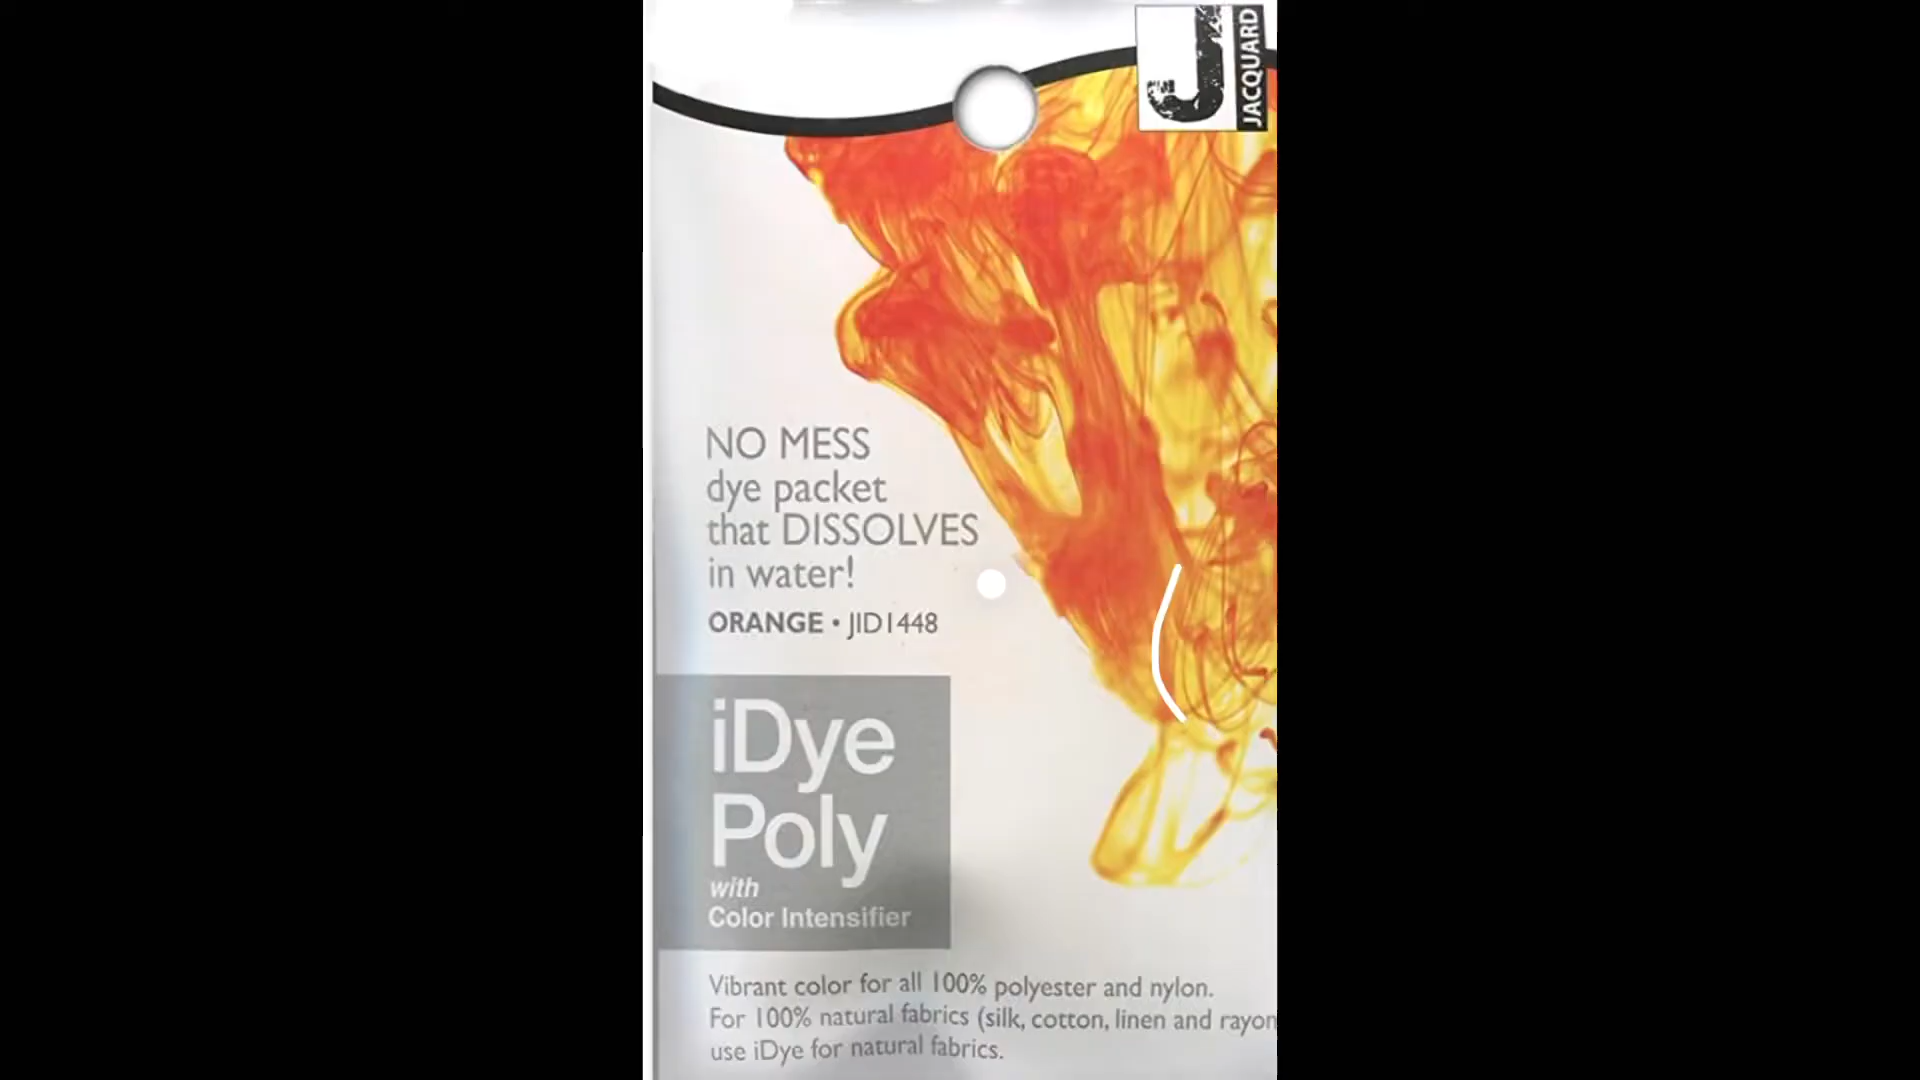 J
JACQUARD
NO MESS
dye packet
that DISSOLVES
in water!
ORANGE • JID1448
iDye
Poly
with
Color Intensifier
Vibrant color for all 100% polyester and nylon.
For 100% natural fabrics (silk, cotton, linen and rayon
use iDye for natural fabrics.